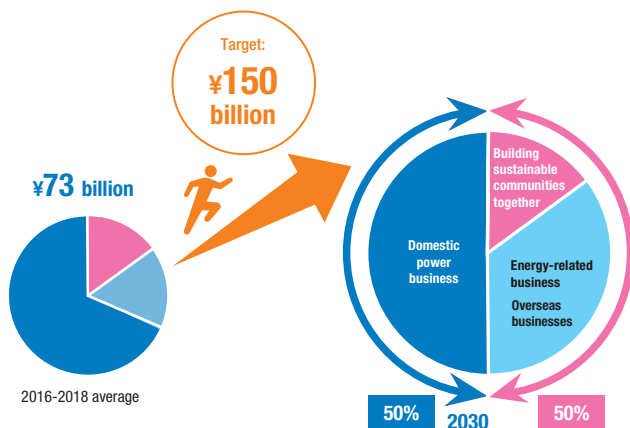 Target:
¥150
billion
¥73 billion
2016-2018 average
Building
sustainable
communities
together
Domestic
power
business
Energy-related
business
Overseas
businesses
50%
2030
50%